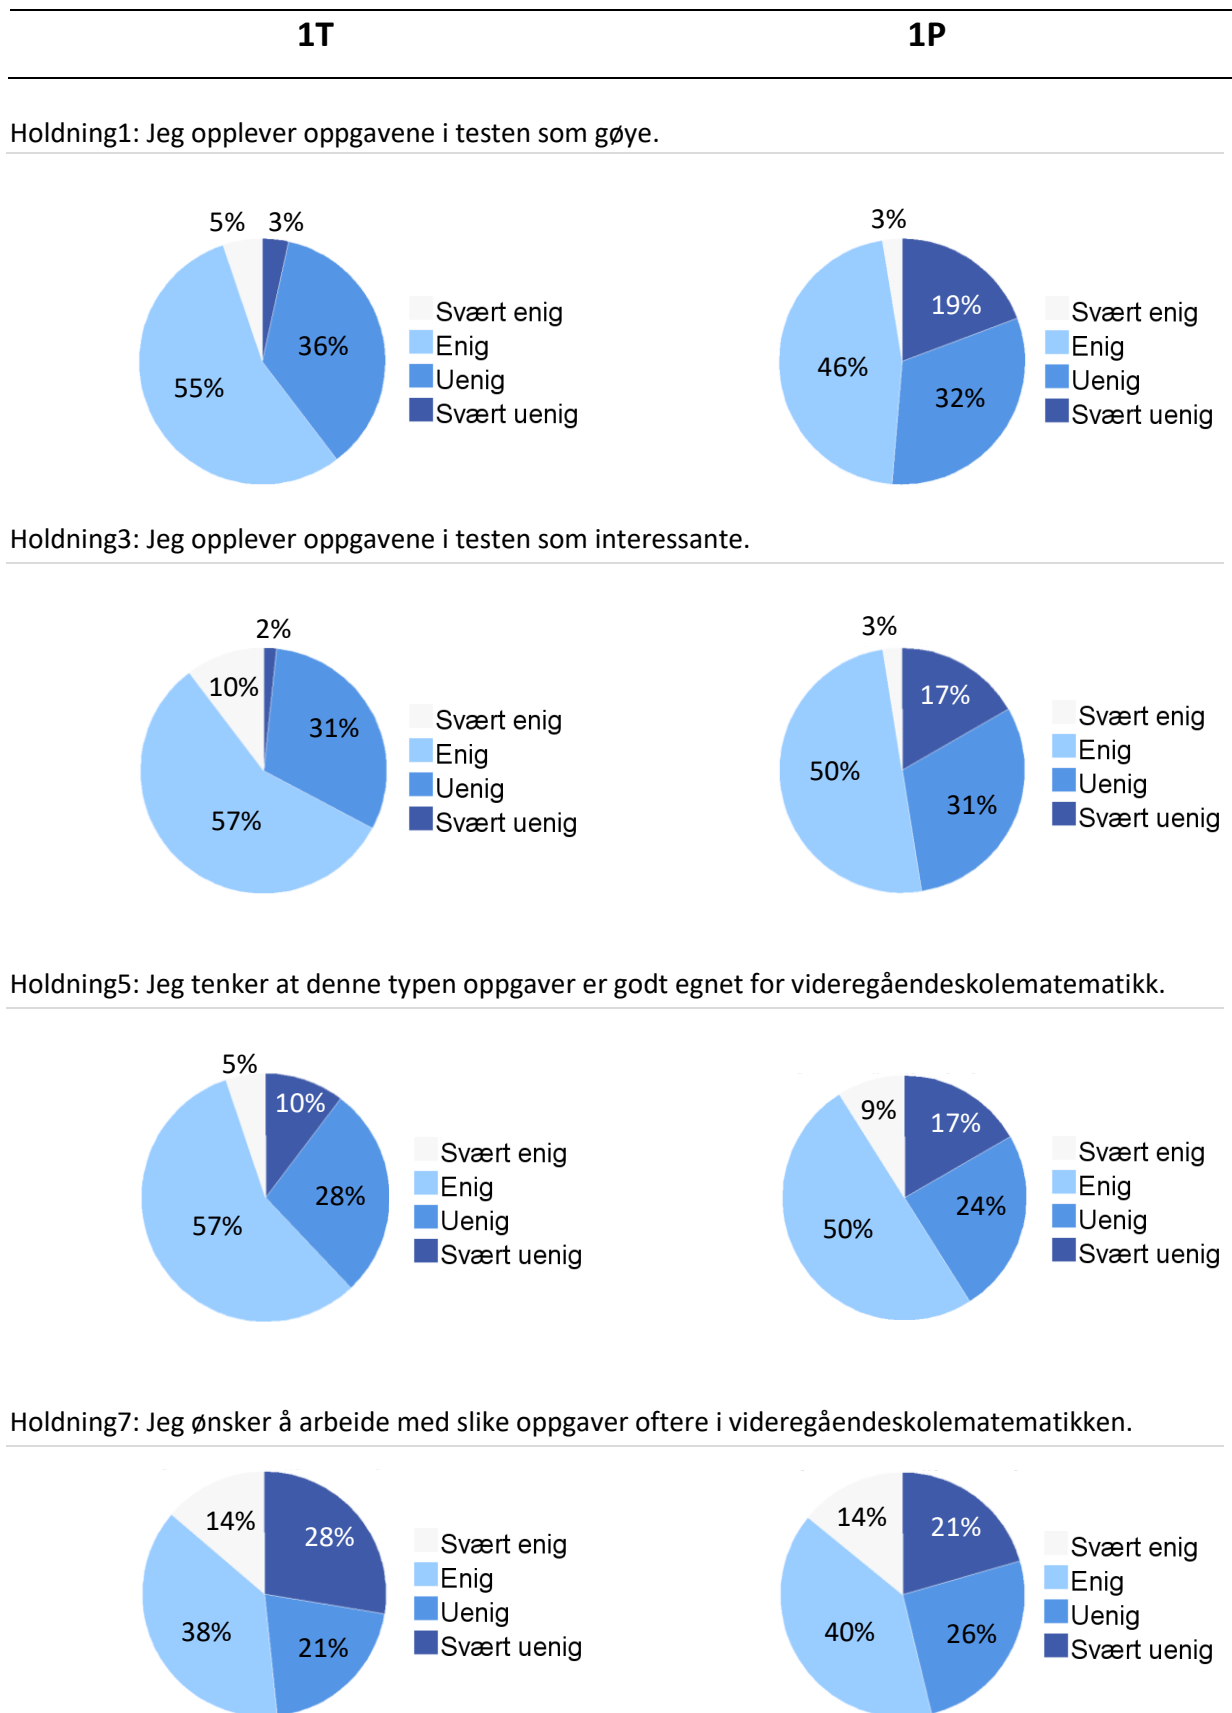 1T 1P
Holdning1: Jeg opplever oppgavene i testen som gøye.
5% 3% 36% 55%
Svært enig
Enig
Uenig
Svært uenig
3% 19% 46% 32%
Svært enig
Enig
Uenig
Svært uenig
Holdning3: Jeg opplever oppgavene i testen som interessante.
2% 10% 31% 57%
Svært enig
Enig
Uenig
Svært uenig
3% 17% 50% 31%
Svært enig
Enig
Uenig
Svært uenig
Holdning5: Jeg tenker at denne typen oppgaver er godt egnet for videregåendeskolematematikk.
5% 10% 28% 57%
Svært enig
Enig
Uenig
Svært uenig
9% 17% 24% 50%
Svært enig
Enig
Uenig
Svært uenig
Holdning7: Jeg ønsker å arbeide med slike oppgaver oftere i videregåendeskolematematikken.
14% 28% 38% 21%
Svært enig
Enig
Uenig
Svært uenig
14% 21% 40% 26%
Svært enig
Enig
Uenig
Svært uenig